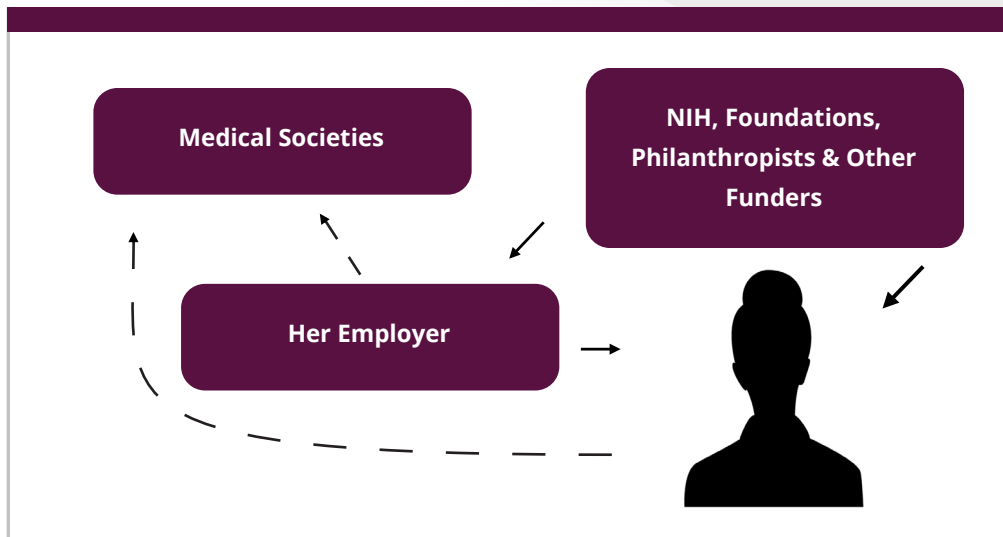 Medical Societies
NIH, Foundations,
Philanthropists & Other
Funders
Her Employer